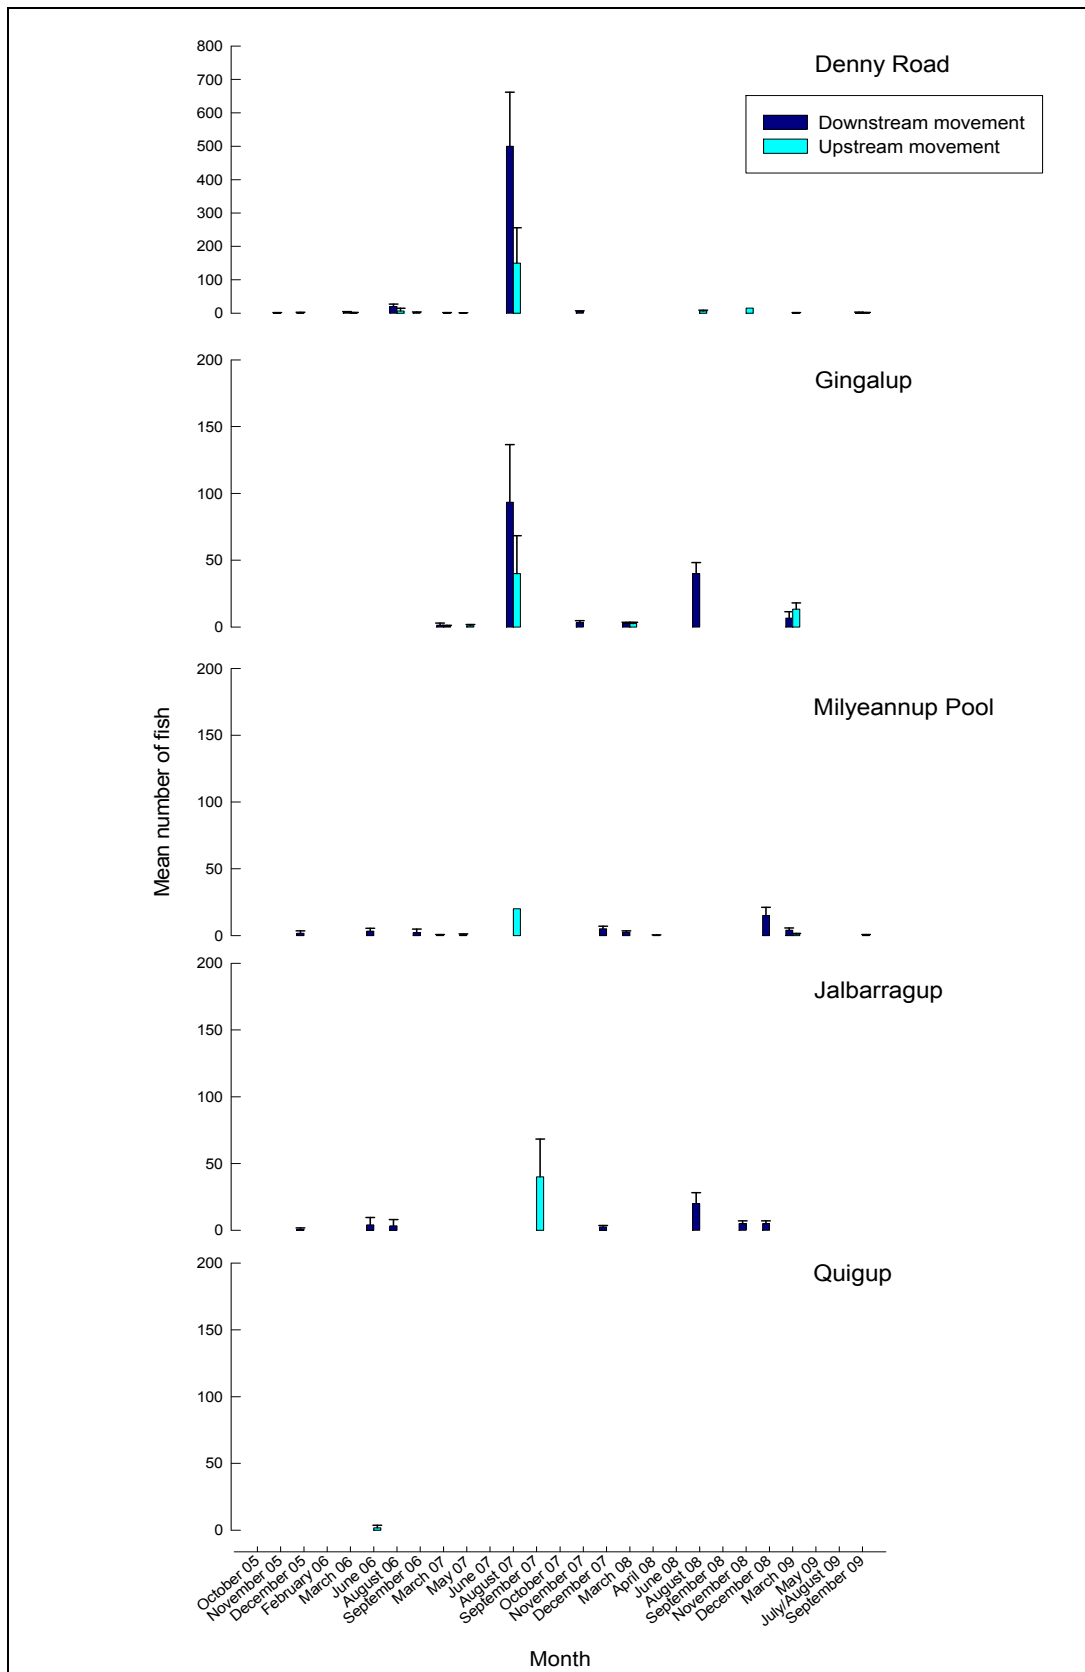 Denny Road
Downstream movement
Upstream movement
800
700
600
500
400
300
200
100
0
Gingalup
200
150
100
50
0
Milyeannup Pool
200
150
100
50
0
Mean number of fish
Jalbarragup
200
150
100
50
0
Quigup
200
150
100
50
0
October 05
November 05
December 05
February 06
March 06
June 06
August 06
September 06
March 07
May 07
June 07
August 07
September 07
October 07
November 07
December 07
March 08
April 08
June 08
August 08
September 08
November 08
December 08
March 09
May 09
July/August 09
September 09
Month